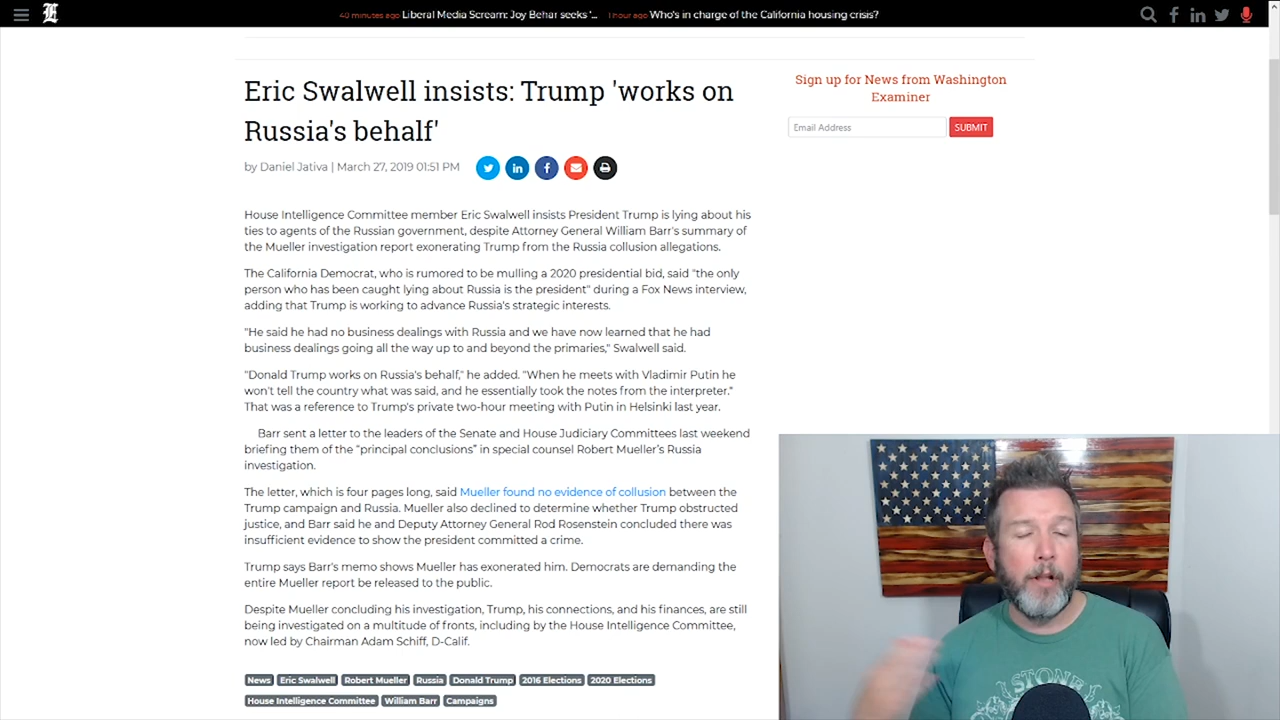 40 minutes ago Liberal Media Scream: Joy Behar seeks '... 1 hour ago Who's in charge of the California housing crisis?
Eric Swalwell insists: Trump 'works on
Russia's behalf'
by Daniel Jativa | March 27, 2019 01:51 PM
House Intelligence Committee member Eric Swalwell insists President Trump is lying about his
ties to agents of the Russian government, despite Attorney General William Barr's summary of
the Mueller investigation report exonerating Trump from the Russia collusion allegations.
The California Democrat, who is rumored to be mulling a 2020 presidential bid, said "the only
person who has been caught lying about Russia is the president" during a Fox News interview,
adding that Trump is working to advance Russia's strategic interests.
"He said he had no business dealings with Russia and we have now learned that he had
business dealings going all the way up to and beyond the primaries," Swalwell said.
"Donald Trump works on Russia's behalf," he added. "When he meets with Vladimir Putin he
won't tell the country what was said, and he essentially took the notes from the interpreter."
That was a reference to Trump's private two-hour meeting with Putin in Helsinki last year.
Barr sent a letter to the leaders of the Senate and House Judiciary Committees last weekend
briefing them of the “principal conclusions” in special counsel Robert Mueller’s Russia
investigation.
The letter, which is four pages long, said Mueller found no evidence of collusion between the
Trump campaign and Russia. Mueller also declined to determine whether Trump obstructed
justice, and Barr said he and Deputy Attorney General Rod Rosenstein concluded there was
insufficient evidence to show the president committed a crime.
Trump says Barr's memo shows Mueller has exonerated him. Democrats are demanding the
entire Mueller report be released to the public.
Despite Mueller concluding his investigation, Trump, his connections, and his finances, are still
being investigated on a multitude of fronts, including by the House Intelligence Committee,
now led by Chairman Adam Schiff, D-Calif.
News Eric Swalwell Robert Mueller Russia Donald Trump 2016 Elections 2020 Elections
House Intelligence Committee William Barr Campaigns
Sign up for News from Washington
Examiner
Email Address SUBMIT
STONE